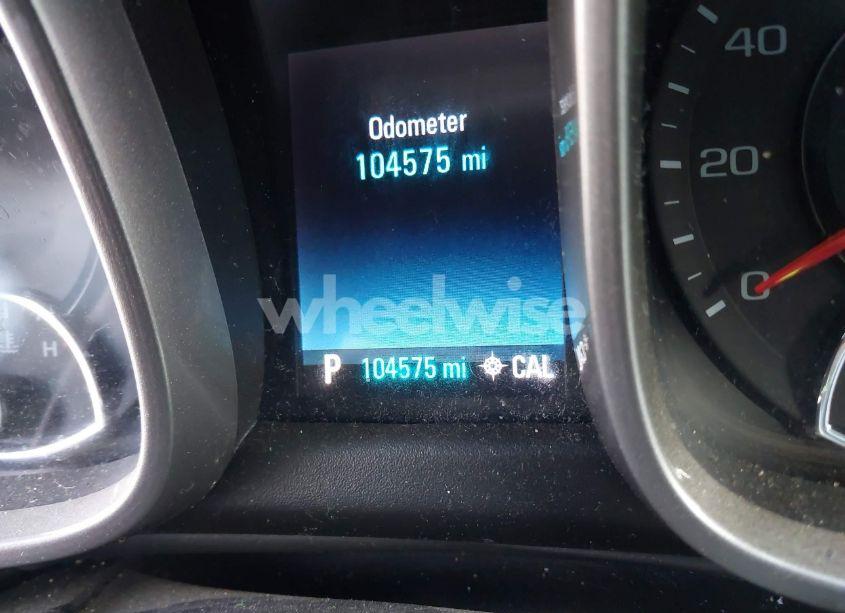 Odometer
104575 mi
40
20
0
wheelwise
H
P 104575 mi CAL